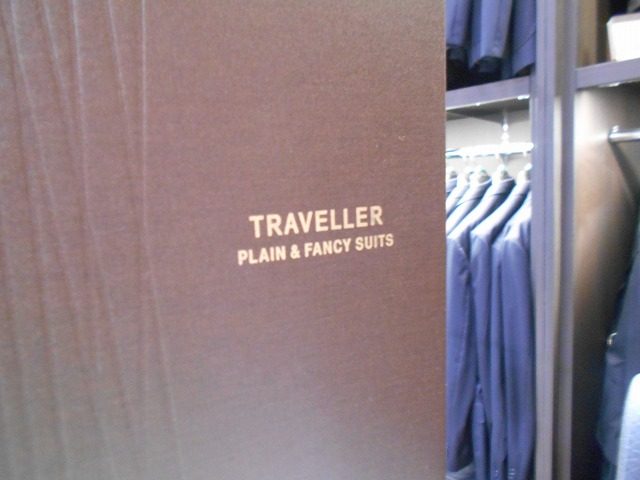 TRAVELLER
PLAIN & FANCY SUITS